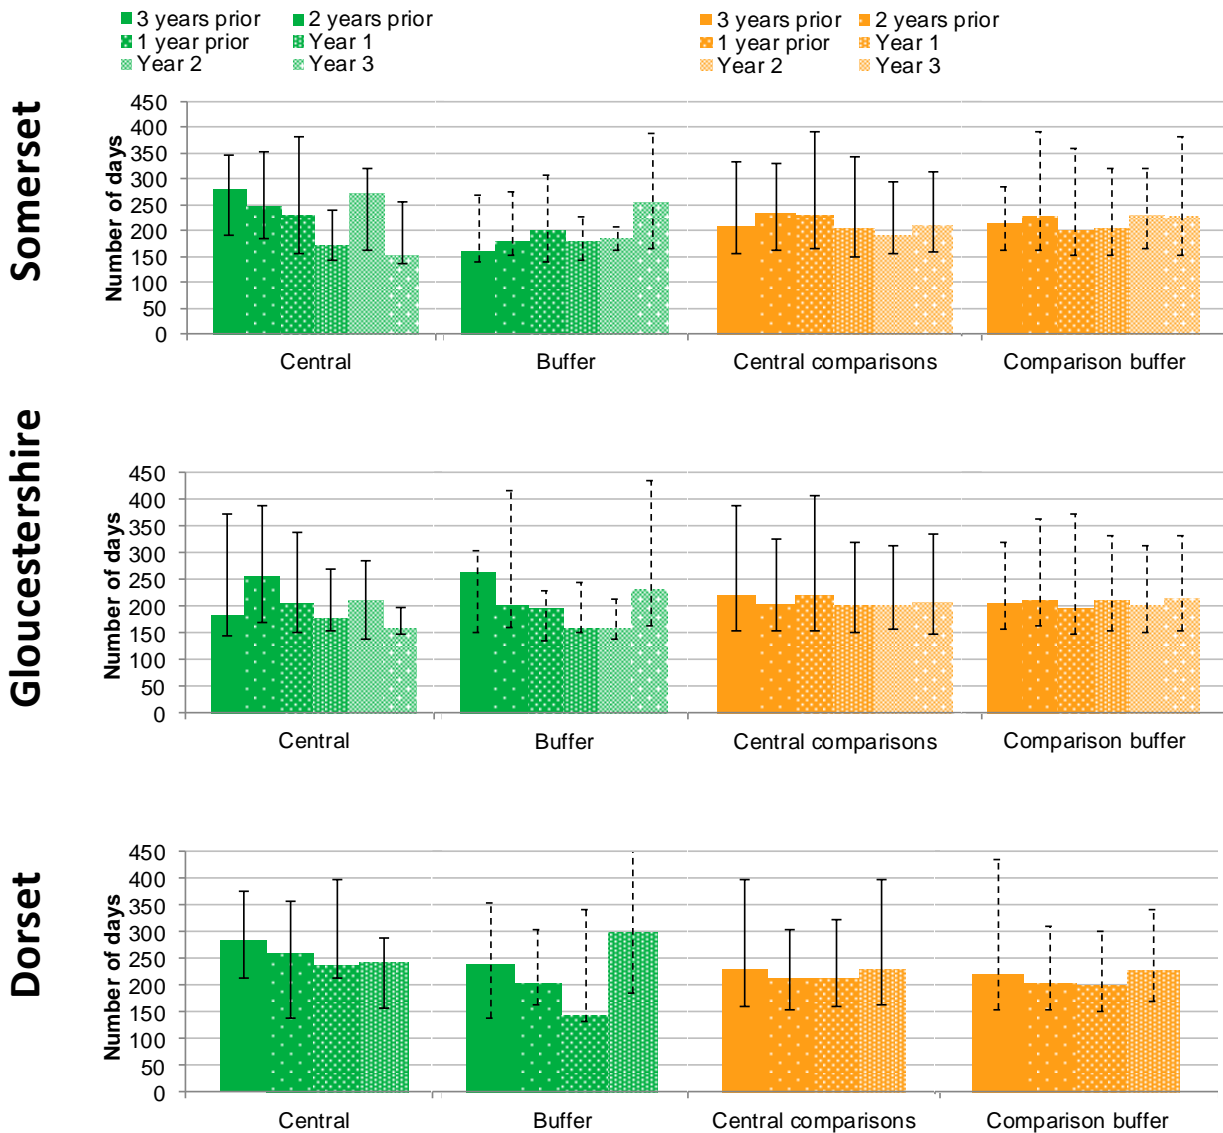 3 years prior 2 years prior 3 years prior 2 years prior
1 year prior Year 1 1 year prior Year 1
Year 2 Year 3 Year 2 Year 3
Somerset
Number of days
450
400
350
300
250
200
150
100
50
0
Central Buffer Central comparisons Comparison buffer
Gloucestershire
Number of days
450
400
350
300
250
200
150
100
50
0
Central Buffer Central comparisons Comparison buffer
Dorset
Number of days
450
400
350
300
250
200
150
100
50
0
Central Buffer Central comparisons Comparison buffer